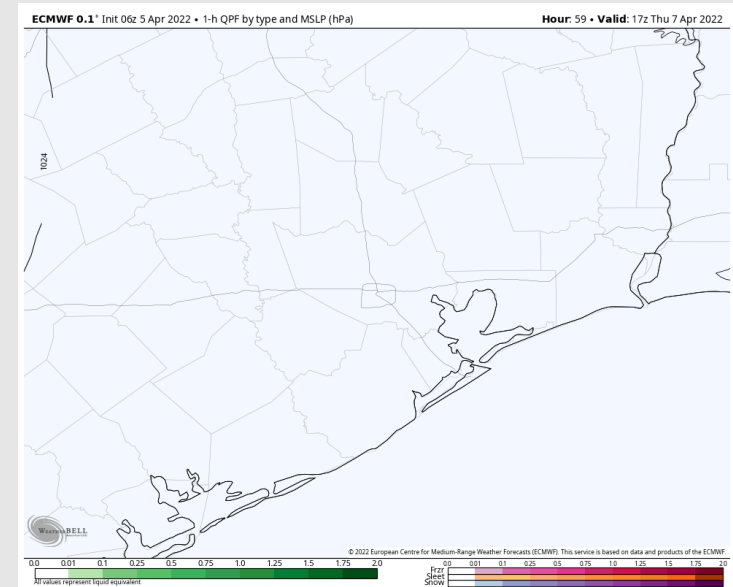 ECMWF 0.1° Init 06z 5 Apr 2022 • 1-h QPF by type and MSLP (hPa) Hour: 59 • Valid: 17z Thu 7 Apr 2022
1024
WEATHERBELL
© 2022 European Centre for Medium-Range Weather Forecasts (ECMWF). This service is based on data and products of the ECMWF.
0.0 0.01 0.1 0.25 0.5 0.75 1.0 1.25 1.5 1.75 2.0
All values represent liquid equivalent
0.0 0.01 0.1 0.25 0.5 0.75 1.0 1.25 1.5 1.75 2.0
Frzr
Sleet
Snow